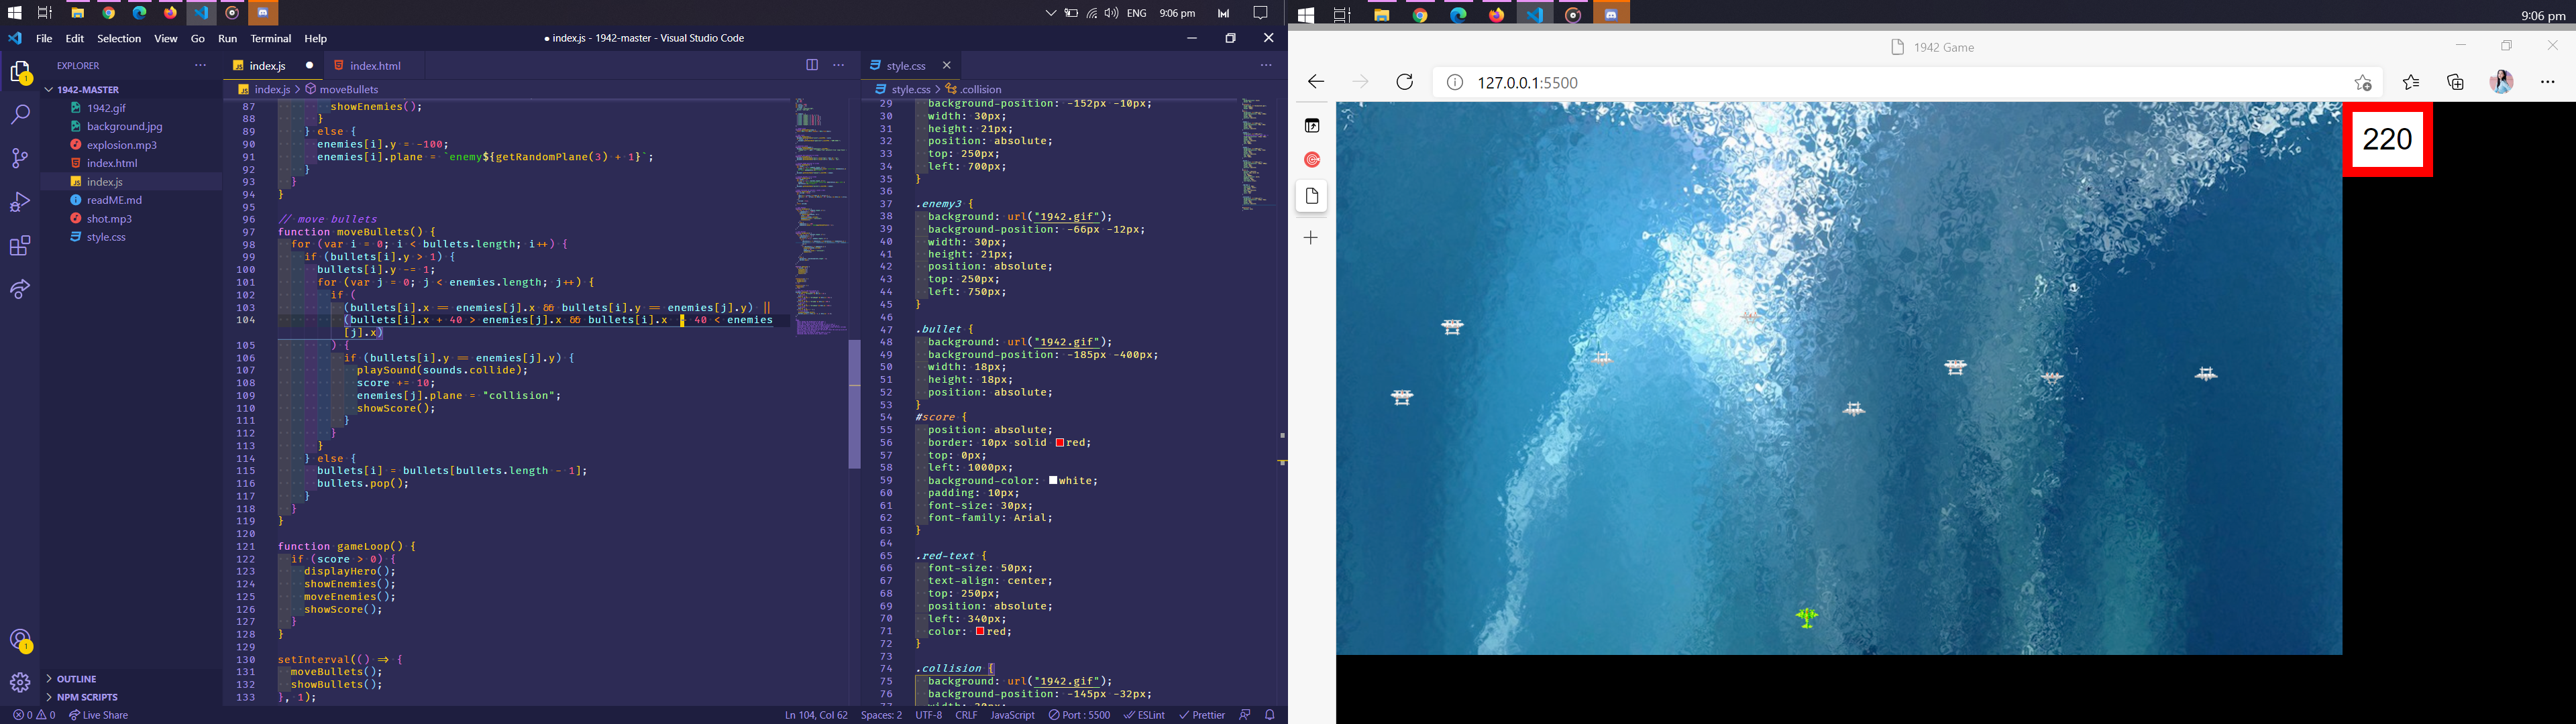 ENG
9:06 pm
9:06 pm
File Edit Selection View Go Run Terminal Help
● index.js - 1942-master - Visual Studio Code
EXPLORER
1942-MASTER
1942.gif
background.jpg
explosion.mp3
index.html
index.js
readME.md
shot.mp3
style.css
OUTLINE
NPM SCRIPTS
index.js
index.html
index.js > moveBullets
87 showEnemies();
88 }
89 } else {
90 enemies[i].y = -100;
91 enemies[i].plane = `enemy${getRandomPlane(3) + 1}`;
92 }
93 }
94 }
95
96 // move bullets
97 function moveBullets() {
98 for (var i = 0; i < bullets.length; i++) {
99 if (bullets[i].y > 1) {
100 bullets[i].y -= 1;
101 for (var j = 0; j < enemies.length; j++) {
102 if (
103 (bullets[i].x == enemies[j].x && bullets[i].y == enemies[j].y) ||
104 (bullets[i].x + 40 > enemies[j].x && bullets[i].x - 40 < enemies
[j].x)
105 ) {
106 if (bullets[i].y == enemies[j].y) {
107 playSound(sounds.collide);
108 score += 10;
109 enemies[j].plane = "collision";
110 showScore();
111 }
112 }
113 }
114 } else {
115 bullets[i] = bullets[bullets.length - 1];
116 bullets.pop();
117 }
118 }
119 }
120
121 function gameLoop() {
122 if (score > 0) {
123 displayHero();
124 showEnemies();
125 moveEnemies();
126 showScore();
127 }
128 }
129
130 setInterval(() => {
131 moveBullets();
132 showBullets();
133 }, 1);
style.css
style.css > .collision
29 background-position: -152px -10px;
30 width: 30px;
31 height: 21px;
32 position: absolute;
33 top: 250px;
34 left: 700px;
35 }
36
37 .enemy3 {
38 background: url("1942.gif");
39 background-position: -66px -12px;
40 width: 30px;
41 height: 21px;
42 position: absolute;
43 top: 250px;
44 left: 750px;
45 }
46
47 .bullet {
48 background: url("1942.gif");
49 background-position: -185px -400px;
50 width: 18px;
51 height: 18px;
52 position: absolute;
53 }
54 #score {
55 position: absolute;
56 border: 10px solid red;
57 top: 0px;
58 left: 1000px;
59 background-color: white;
60 padding: 10px;
61 font-size: 30px;
62 font-family: Arial;
63 }
64
65 .red-text {
66 font-size: 50px;
67 text-align: center;
68 top: 250px;
69 position: absolute;
70 left: 340px;
71 color: red;
72 }
73
74 .collision {
75 background: url("1942.gif");
76 background-position: -145px -32px;
0 0
Live Share
Ln 104, Col 62 Spaces: 2 UTF-8 CRLF JavaScript Port : 5500 ESLint Prettier
1942 Game
127.0.0.1:5500
220